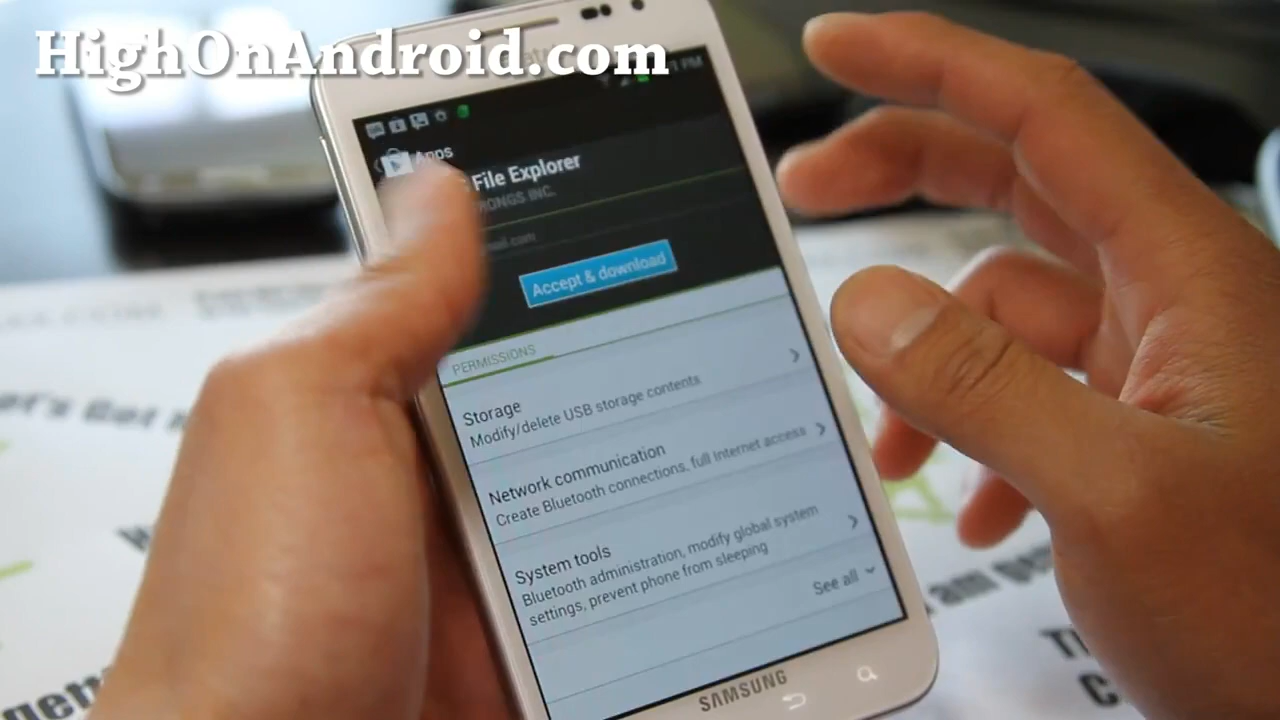 HighOnAndroid.com
Apps
File Explorer
INC.
Accept & download
PERMISSIONS
Storage
Modify/delete USB storage contents
Network communication
Create Bluetooth connections, full Internet access
System tools
Bluetooth administration, modify global system
settings, prevent phone from sleeping
See all
SAMSUNG